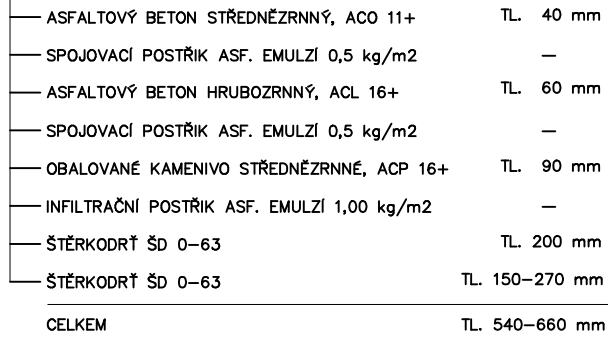 ASFALTOVÝ BETON STŘEDNĚZRNNÝ, ACO 11+ TL. 40 mm
SPOJOVACÍ POSTŘIK ASF. EMULZÍ 0,5 kg/m2 —
ASFALTOVÝ BETON HRUBOZRNNÝ, ACL 16+ TL. 60 mm
SPOJOVACÍ POSTŘIK ASF. EMULZÍ 0,5 kg/m2 —
OBALOVANÉ KAMENIVO STŘEDNĚZRNNÉ, ACP 16+ TL. 90 mm
INFILTRAČNÍ POSTŘIK ASF. EMULZÍ 1,00 kg/m2 —
ŠTĚRKODRŤ ŠD 0-63 TL. 200 mm
ŠTĚRKODRŤ ŠD 0-63 TL. 150-270 mm
CELKEM TL. 540-660 mm